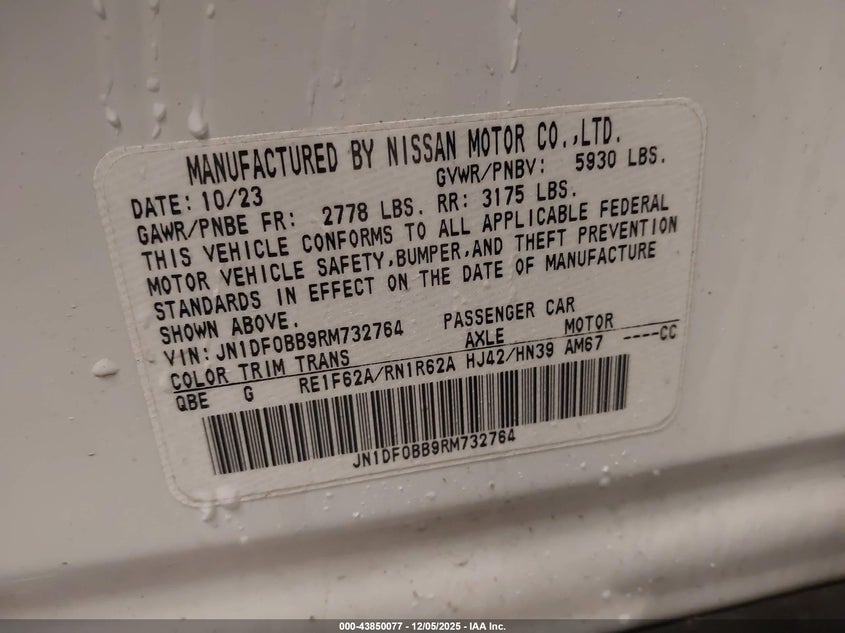 MANUFACTURED BY NISSAN MOTOR CO.,LTD.
DATE: 10/23 GVWR/PNBV: 5930 LBS.
GAWR/PNBE FR: 2778 LBS. RR: 3175 LBS.
THIS VEHICLE CONFORMS TO ALL APPLICABLE FEDERAL
MOTOR VEHICLE SAFETY,BUMPER,AND THEFT PREVENTION
STANDARDS IN EFFECT ON THE DATE OF MANUFACTURE
SHOWN ABOVE.
VIN: JN1DF0BB9RM732764 PASSENGER CAR
COLOR TRIM TRANS AXLE MOTOR
QBE G RE1F62A/RN1R62A HJ42/HN39 AM67 ----CC
JN1DF0BB9RM732764
000-43850077 - 12/05/2025 - IAA Inc.